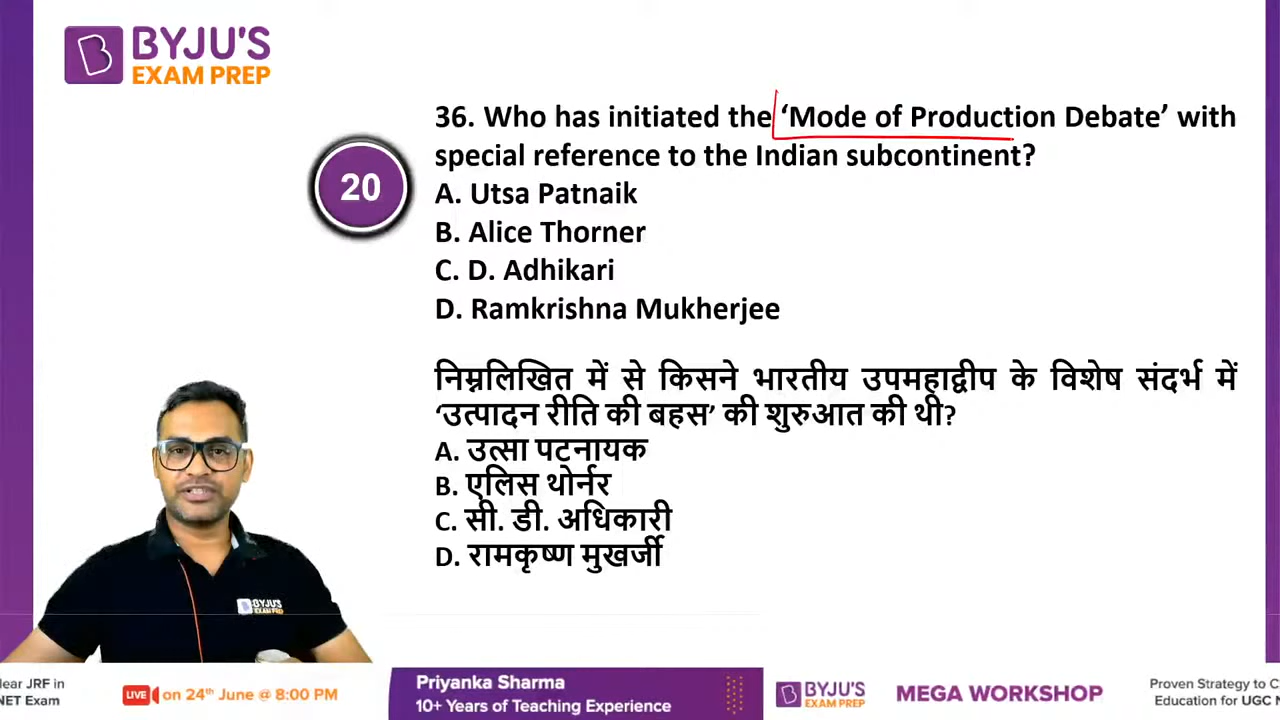 BYJU'S
EXAM PREP
36. Who has initiated the ‘Mode of Production Debate’ with
special reference to the Indian subcontinent?
20
A. Utsa Patnaik
B. Alice Thorner
C. D. Adhikari
D. Ramkrishna Mukherjee
निम्नलिखित में से किसने भारतीय उपमहाद्वीप के विशेष संदर्भ में
‘उत्पादन रीति की बहस’ की शुरुआत की थी?
A. उत्सा पटनायक
B. एलिस थोर्नर
C. सी. डी. अधिकारी
D. रामकृष्ण मुखर्जी
BYJU'S
EXAM PREP
lear JRF in
NET Exam
LIVE on 24th June @ 8:00 PM
Priyanka Sharma
10+ Years of Teaching Experience
BYJU'S
EXAM PREP
MEGA WORKSHOP
Proven Strategy to C
Education for UGC N